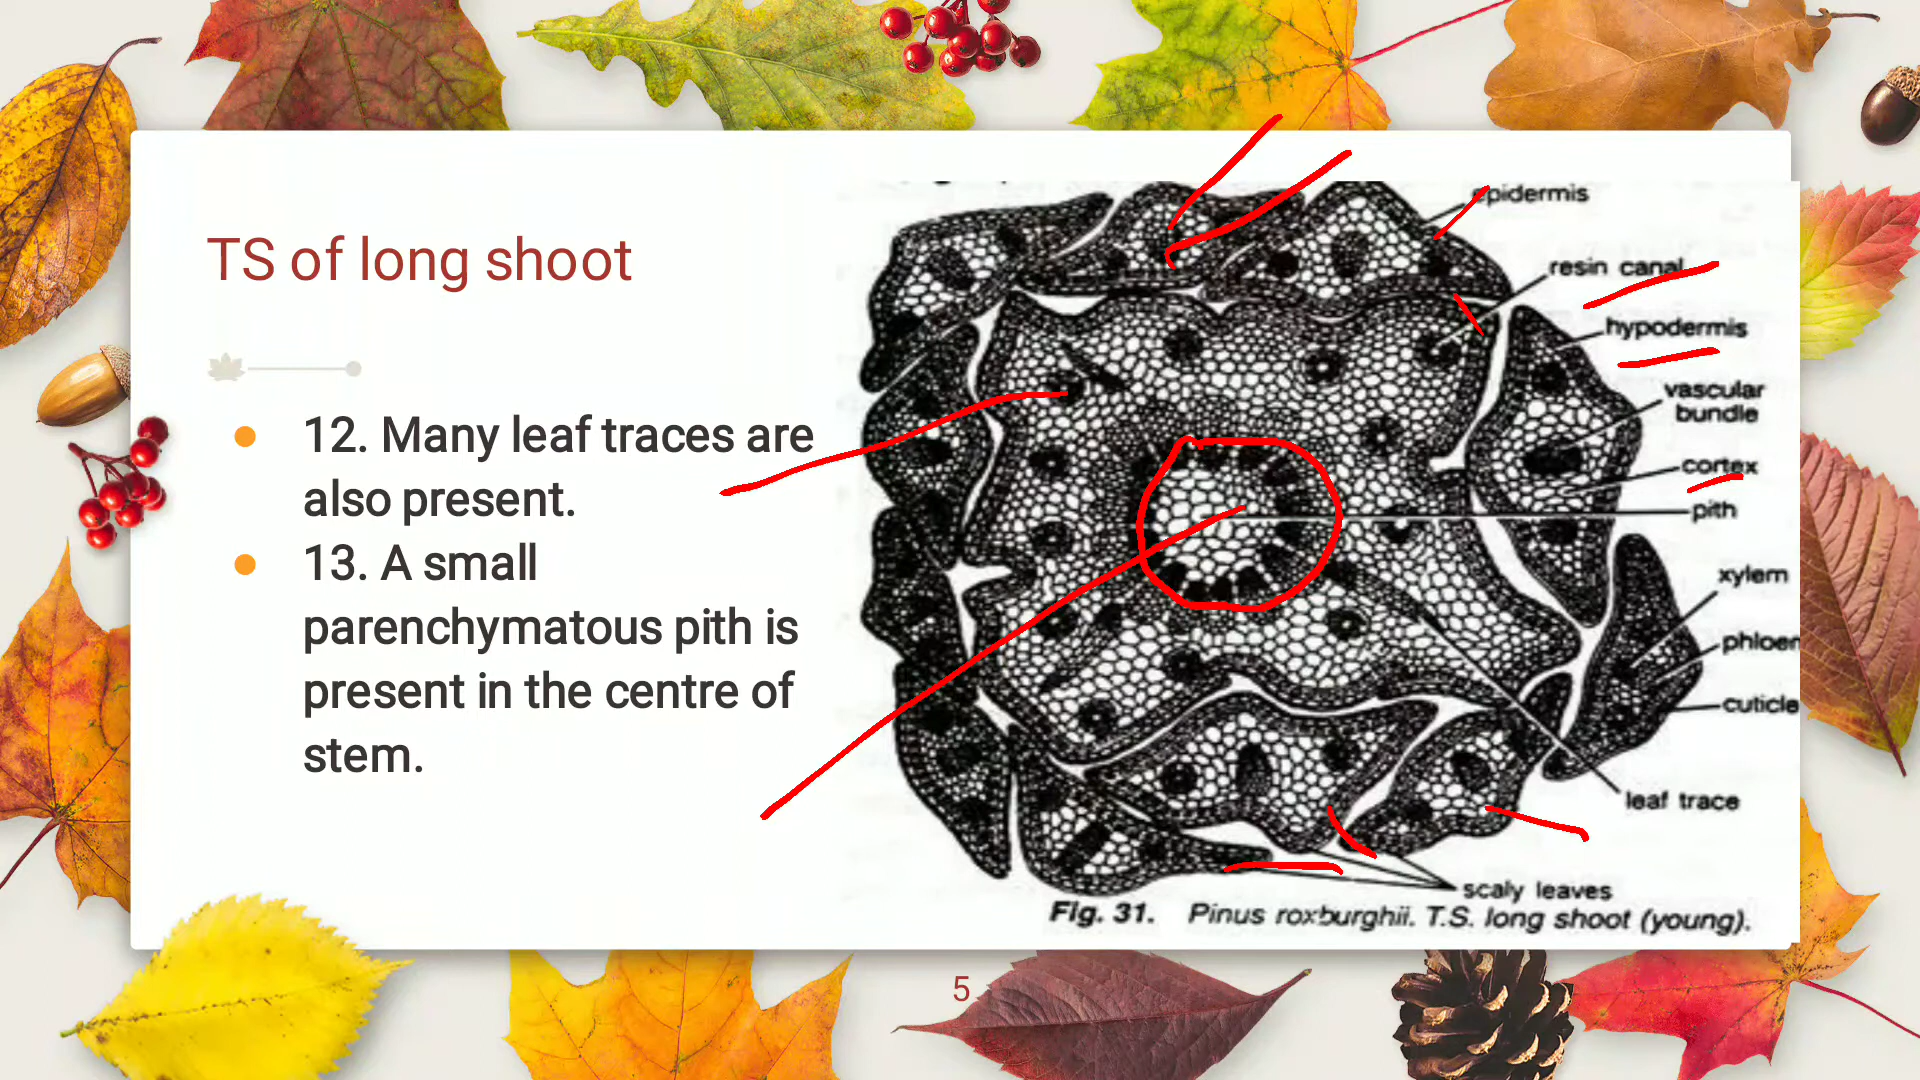 TS of long shoot
12. Many leaf traces are
also present.
13. A small
parenchymatous pith is
present in the centre of
stem.
epidermis
resin canal
hypodermis
vascular
bundle
cortex
pith
xylem
phloem
cuticle
leaf trace
scaly leaves
Fig. 31. Pinus roxburghii. T.S. long shoot (young).
5